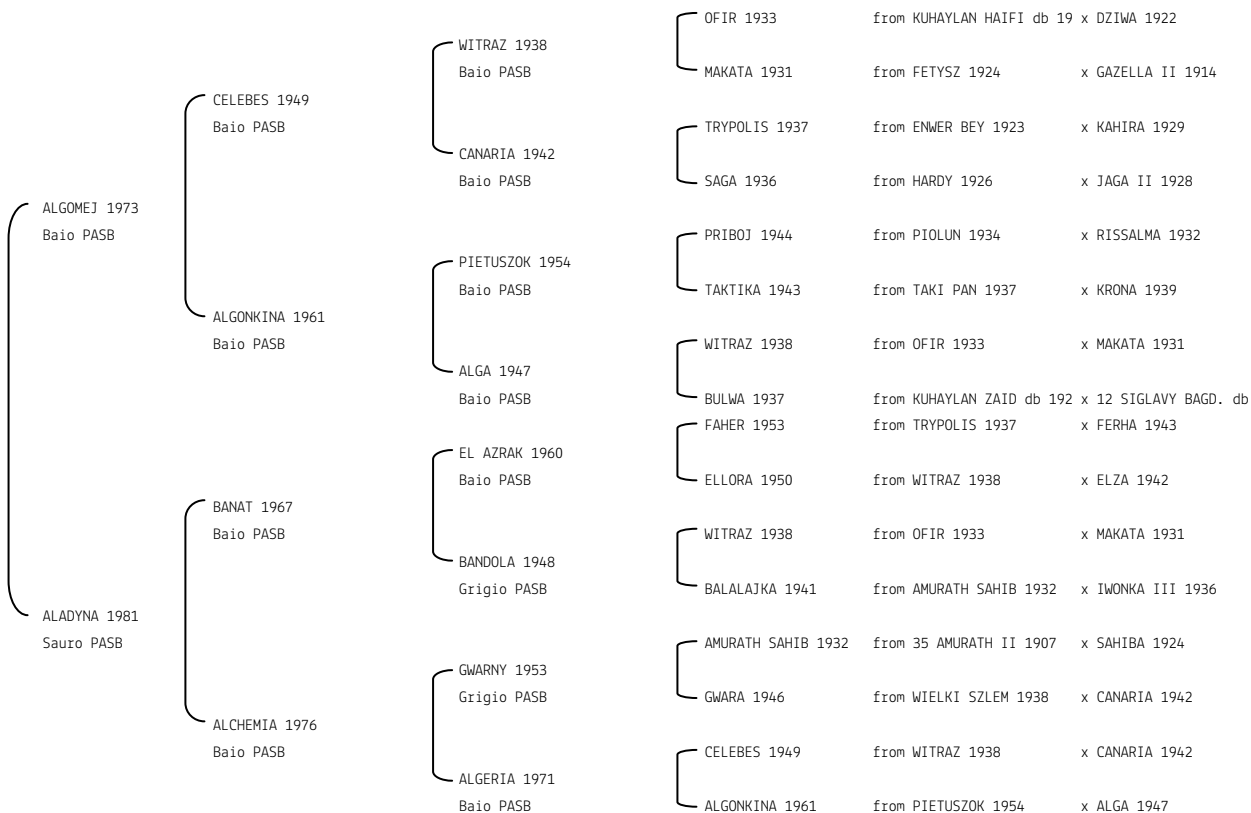 OFIR 1933 from KUHAYLAN HAIFI db 19 x DZIWA 1922
WITRAZ 1938
Baio PASB
MAKATA 1931 from FETYSZ 1924 x GAZELLA II 1914
CELEBES 1949
Baio PASB
TRYPOLIS 1937 from ENWER BEY 1923 x KAHIRA 1929
CANARIA 1942
Baio PASB
SAGA 1936 from HARDY 1926 x JAGA II 1928
ALGOMEJ 1973
Baio PASB
PRIBOJ 1944 from PIOLUN 1934 x RISSALMA 1932
PIETUSZOK 1954
Baio PASB
TAKTIKA 1943 from TAKI PAN 1937 x KRONA 1939
ALGONKINA 1961
Baio PASB
WITRAZ 1938 from OFIR 1933 x MAKATA 1931
ALGA 1947
Baio PASB
BULWA 1937 from KUHAYLAN ZAID db 192 x 12 SIGLAVY BAGD. db
FAHER 1953 from TRYPOLIS 1937 x FERHA 1943
EL AZRAK 1960
Baio PASB
ELLORA 1950 from WITRAZ 1938 x ELZA 1942
BANAT 1967
Baio PASB
WITRAZ 1938 from OFIR 1933 x MAKATA 1931
BANDOLA 1948
Grigio PASB
BALALAJKA 1941 from AMURATH SAHIB 1932 x IWONKA III 1936
ALADYNA 1981
Sauro PASB
AMURATH SAHIB 1932 from 35 AMURATH II 1907 x SAHIBA 1924
GWARNY 1953
Grigio PASB
GWARA 1946 from WIELKI SZLEM 1938 x CANARIA 1942
ALCHEMIA 1976
Baio PASB
CELEBES 1949 from WITRAZ 1938 x CANARIA 1942
ALGERIA 1971
Baio PASB
ALGONKINA 1961 from PIETUSZOK 1954 x ALGA 1947